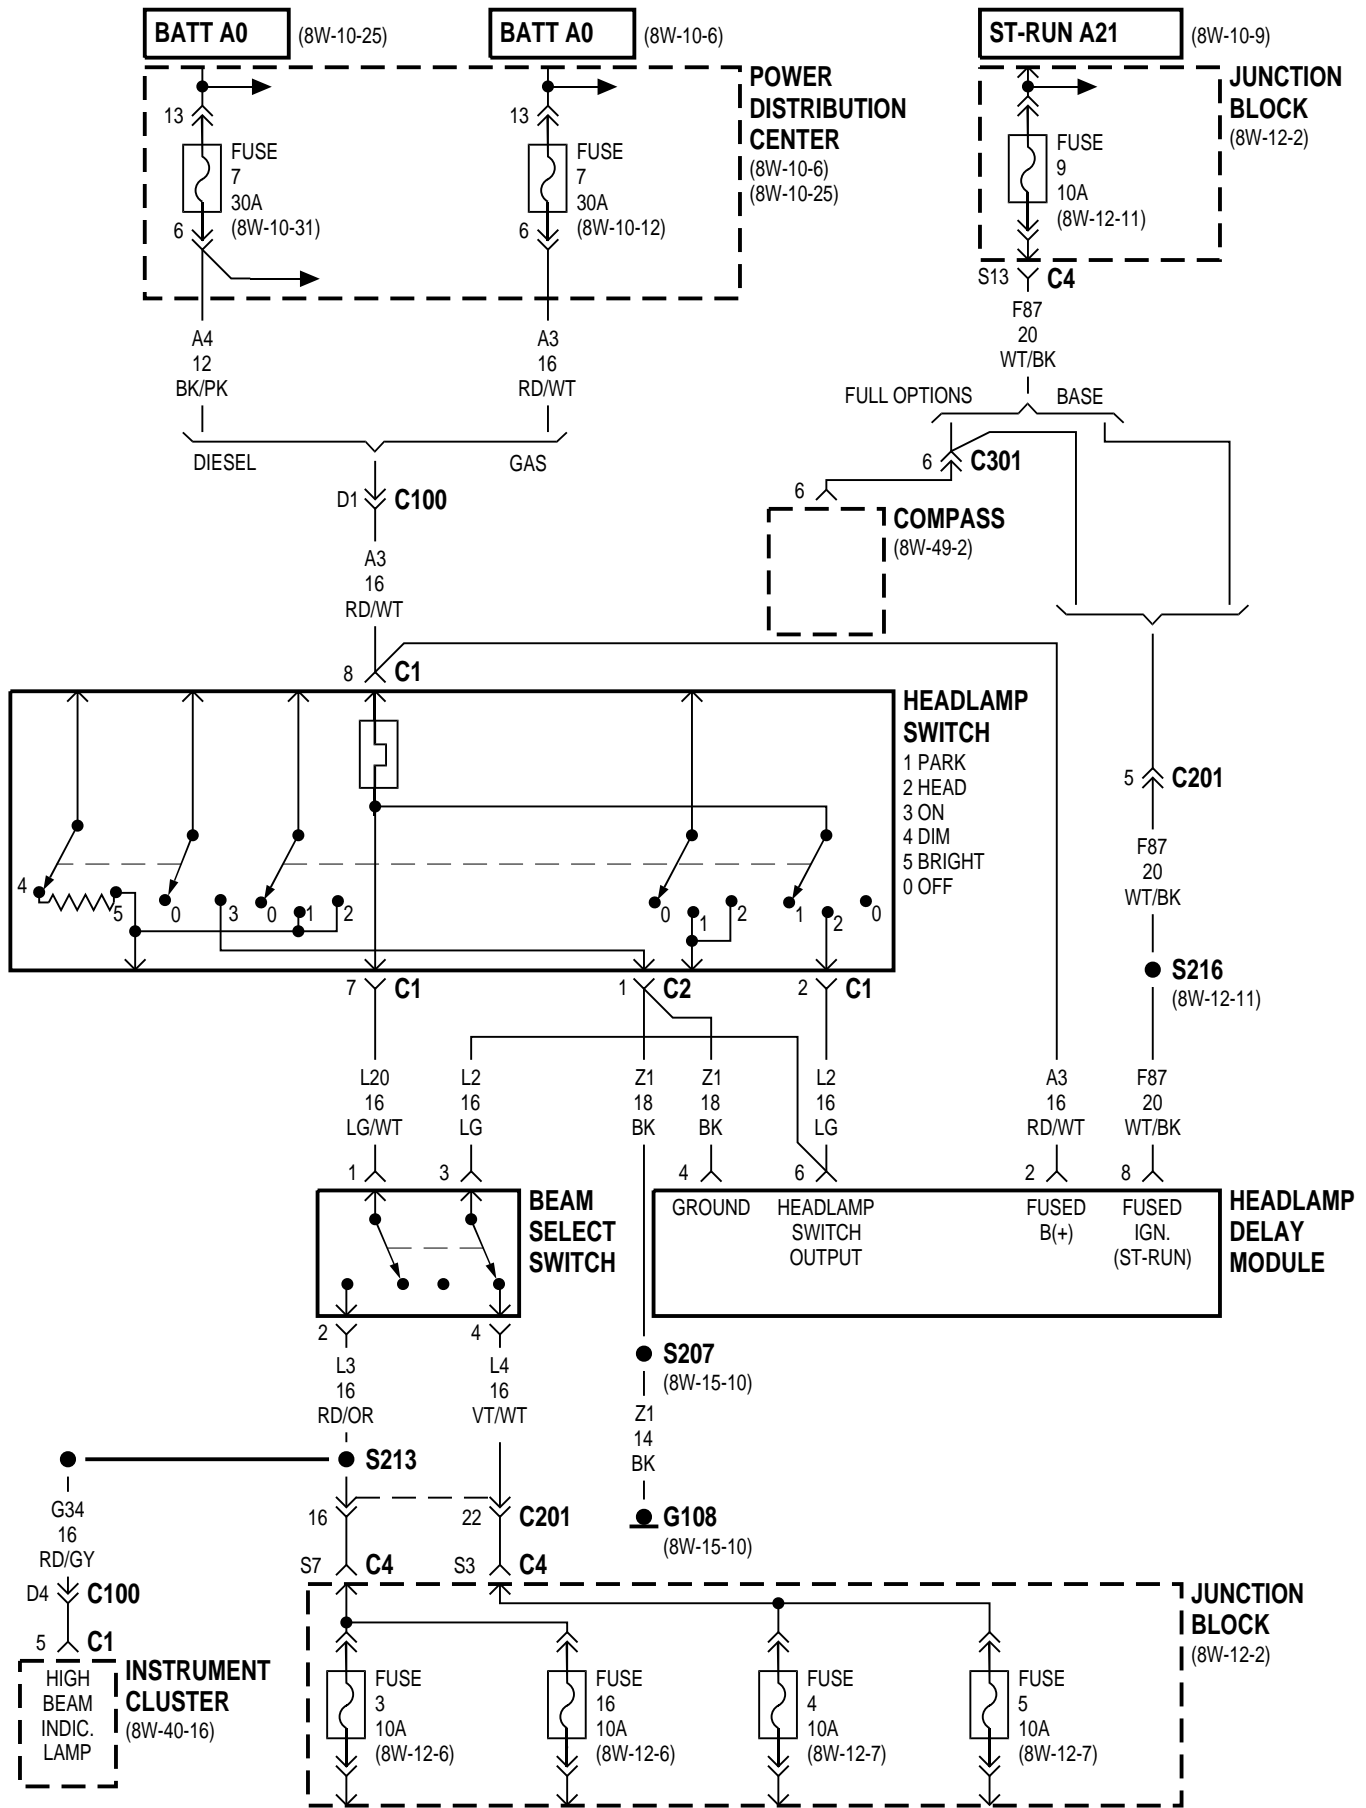 BATT A0
(8W-10-25)
BATT A0
(8W-10-6)
ST-RUN A21
(8W-10-9)
POWER
DISTRIBUTION
CENTER
(8W-10-6)
(8W-10-25)
JUNCTION
BLOCK
(8W-12-2)
13
FUSE
7
30A
(8W-10-31)
6
13
FUSE
7
30A
(8W-10-12)
6
FUSE
9
10A
(8W-12-11)
S13
C4
F87
20
WT/BK
A4
12
BK/PK
A3
16
RD/WT
FULL OPTIONS
BASE
DIESEL
GAS
6
C301
D1
C100
6
COMPASS
(8W-49-2)
A3
16
RD/WT
8
C1
HEADLAMP
SWITCH
1 PARK
2 HEAD
3 ON
4 DIM
5 BRIGHT
0 OFF
5
C201
F87
20
WT/BK
4
5
0
3
0
1
2
0
1
2
1
2
0
S216
(8W-12-11)
7
C1
1
C2
2
C1
L20
16
LG/WT
L2
16
LG
Z1
18
BK
Z1
18
BK
L2
16
LG
A3
16
RD/WT
F87
20
WT/BK
1
3
4
6
2
8
BEAM
SELECT
SWITCH
GROUND
HEADLAMP
SWITCH
OUTPUT
FUSED
B(+)
FUSED
IGN.
(ST-RUN)
HEADLAMP
DELAY
MODULE
2
4
L3
16
RD/OR
L4
16
VT/WT
S207
(8W-15-10)
Z1
14
BK
S213
G34
16
RD/GY
16
22
C201
G108
(8W-15-10)
D4
C100
S7
C4
S3
C4
JUNCTION
BLOCK
(8W-12-2)
5
C1
HIGH
BEAM
INDIC.
LAMP
INSTRUMENT
CLUSTER
(8W-40-16)
FUSE
3
10A
(8W-12-6)
FUSE
16
10A
(8W-12-6)
FUSE
4
10A
(8W-12-7)
FUSE
5
10A
(8W-12-7)